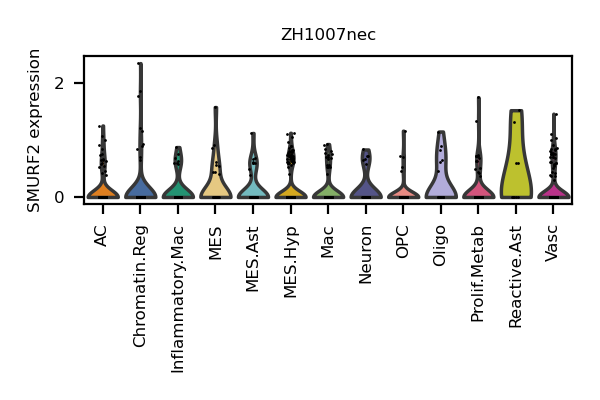 ZH1007nec
SMURF2 expression
2
0
AC
Chromatin.Reg
Inflammatory.Mac
MES
MES.Ast
MES.Hyp
Mac
Neuron
OPC
Oligo
Prolif.Metab
Reactive.Ast
Vasc